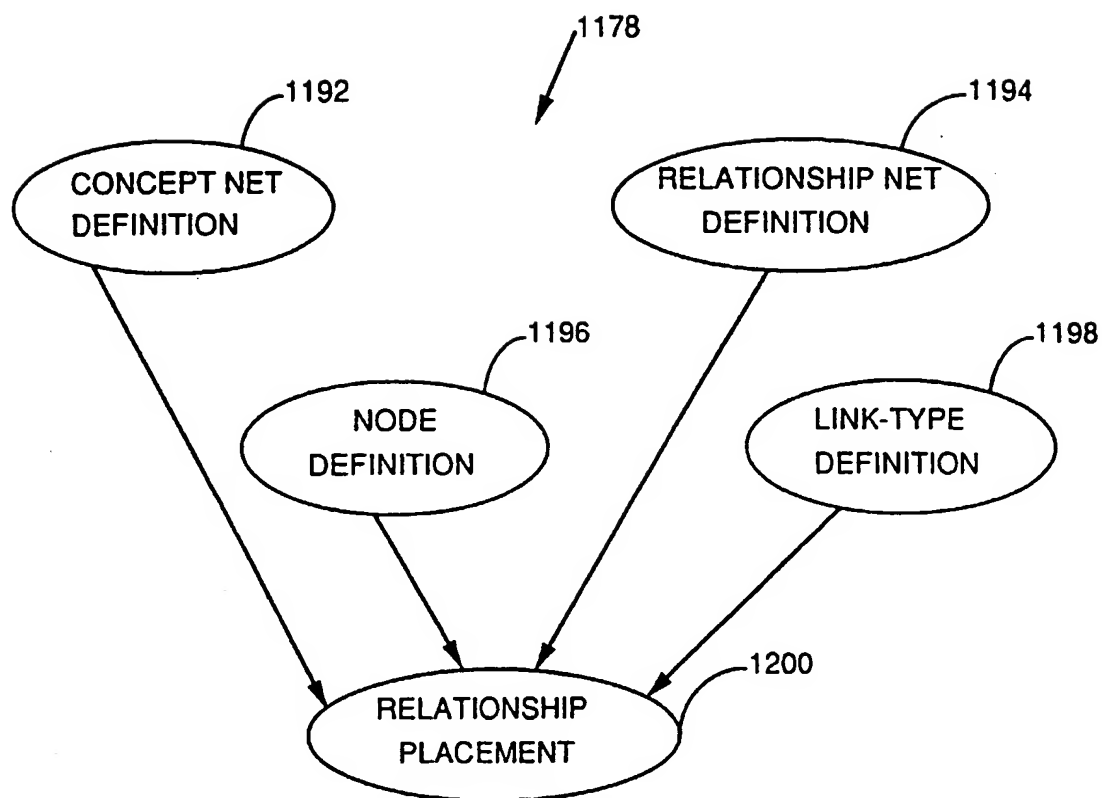 1178
1192
CONCEPT NET
DEFINITION
1194
RELATIONSHIP NET
DEFINITION
1196
NODE
DEFINITION
1198
LINK-TYPE
DEFINITION
1200
RELATIONSHIP
PLACEMENT